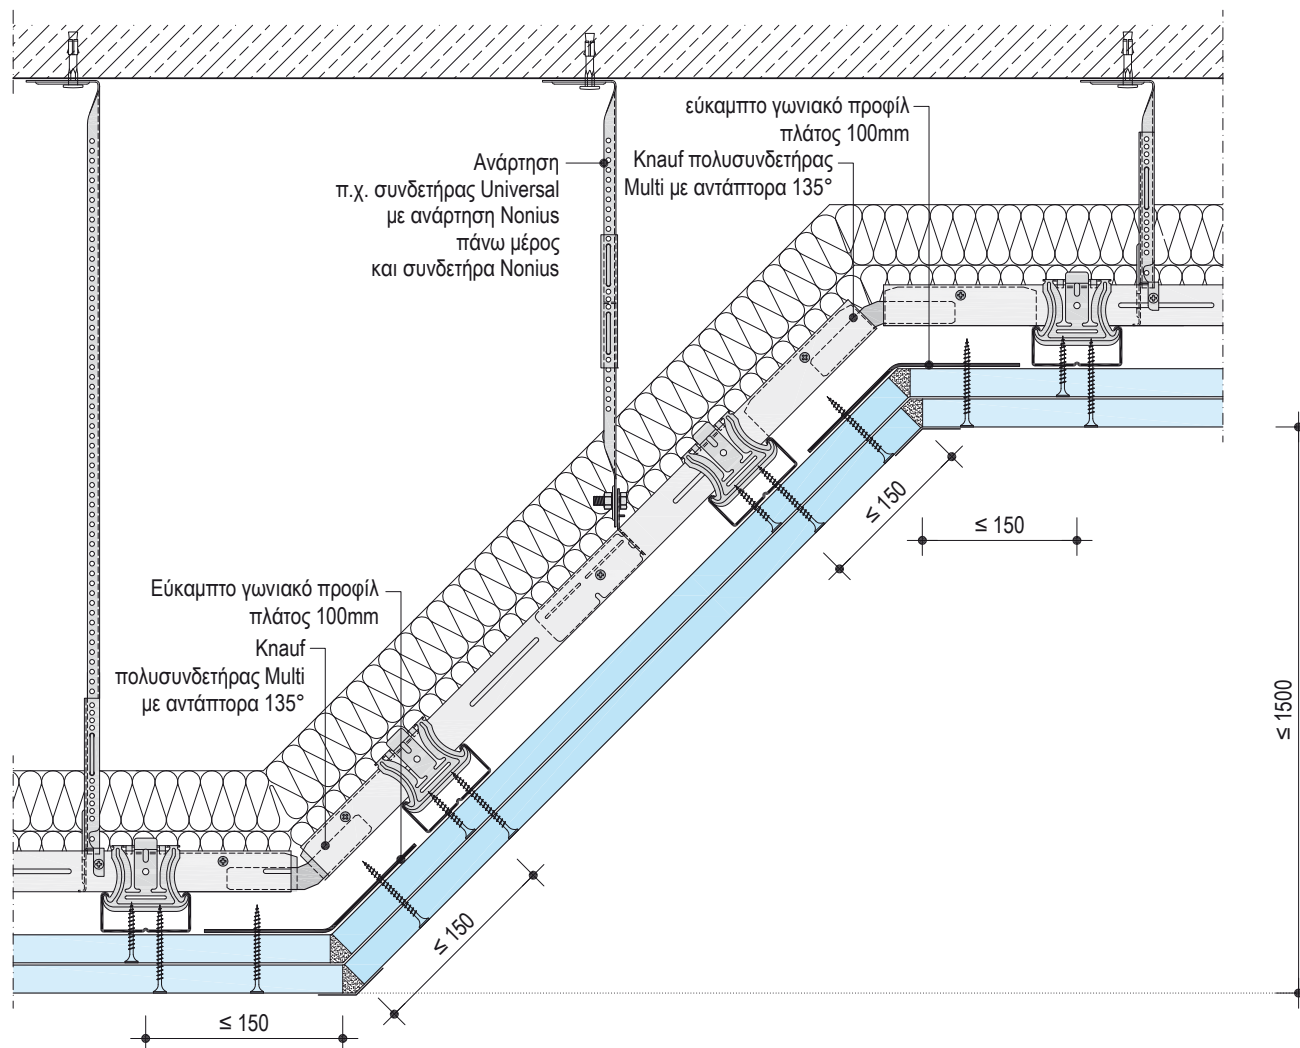 εύκαμπτο γωνιακό προφίλ
πλάτος 100mm
Knauf πολυσυνδετήρας
Multi με αντάπτορα 135°
Ανάρτηση
π.χ. συνδετήρας Universal
με ανάρτηση Nonius
πάνω μέρος
και συνδετήρα Nonius
≤ 150
≤ 150
Εύκαμπτο γωνιακό προφίλ
πλάτος 100mm
Knauf
πολυσυνδετήρας Multi
με αντάπτορα 135°
≤ 1500
≤ 150
≤ 150